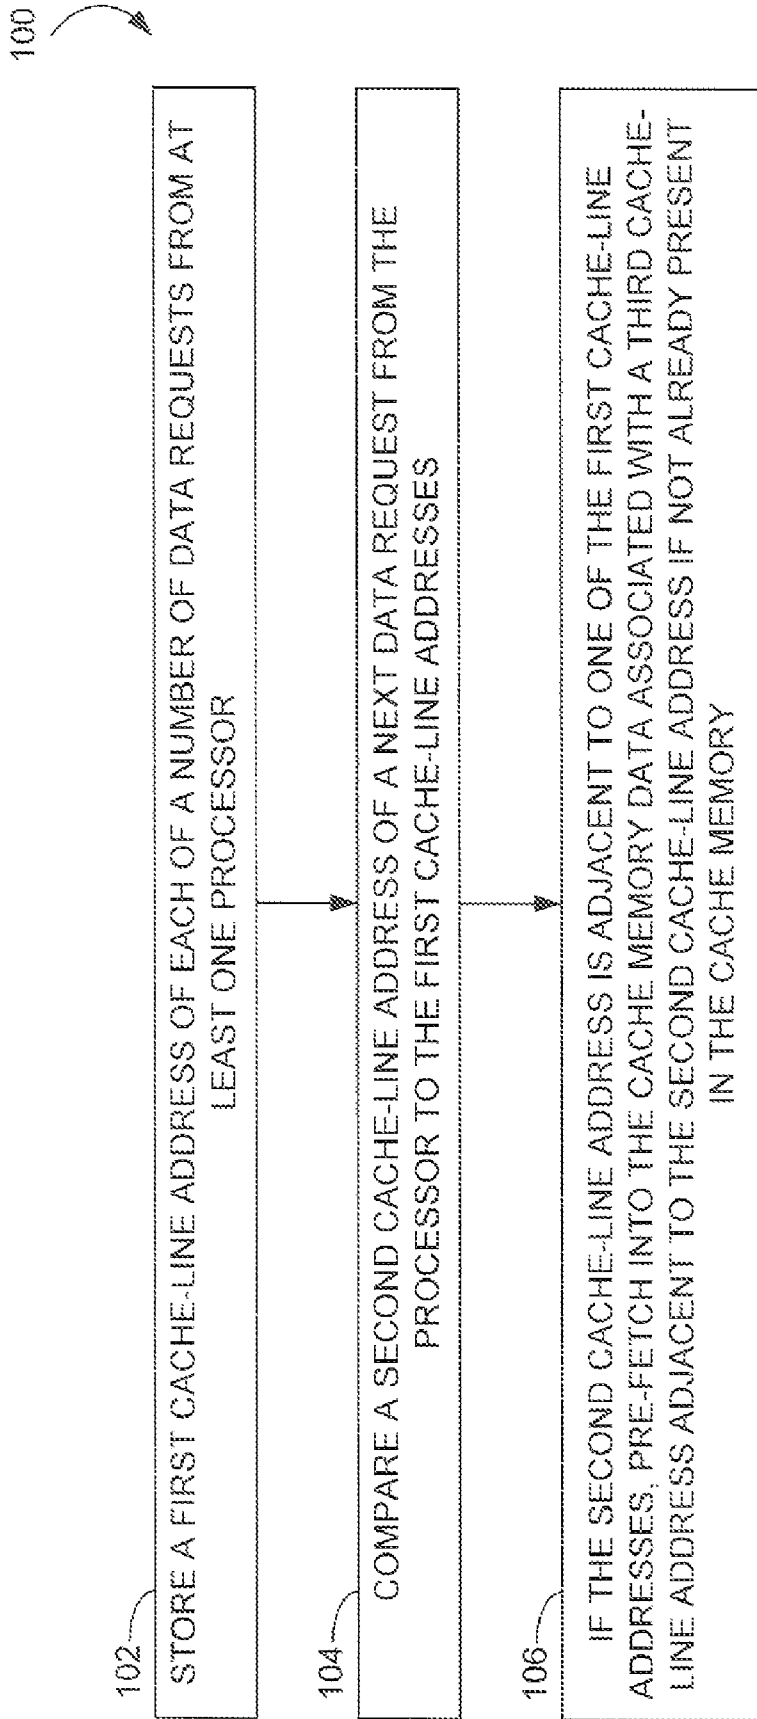 100
102
STORE A FIRST CACHE-LINE ADDRESS OF EACH OF A NUMBER OF DATA REQUESTS FROM AT
LEAST ONE PROCESSOR
104
COMPARE A SECOND CACHE-LINE ADDRESS OF A NEXT DATA REQUEST FROM THE
PROCESSOR TO THE FIRST CACHE-LINE ADDRESSES
106
IF THE SECOND CACHE-LINE ADDRESS IS ADJACENT TO ONE OF THE FIRST CACHE-LINE
ADDRESSES, PRE-FETCH INTO THE CACHE MEMORY DATA ASSOCIATED WITH A THIRD CACHE-
LINE ADDRESS ADJACENT TO THE SECOND CACHE-LINE ADDRESS IF NOT ALREADY PRESENT
IN THE CACHE MEMORY